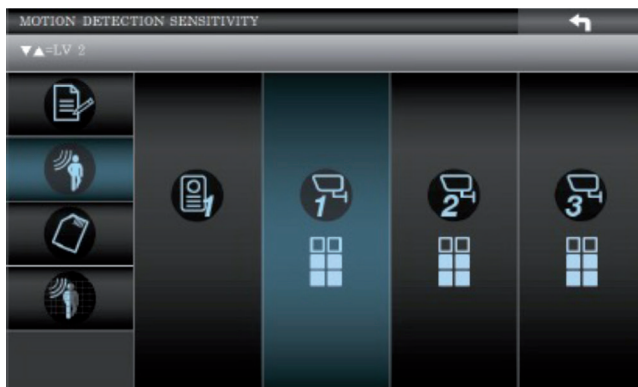 MOTION DETECTION SENSITIVITY
▼▲=LV 2
1 1 2 3